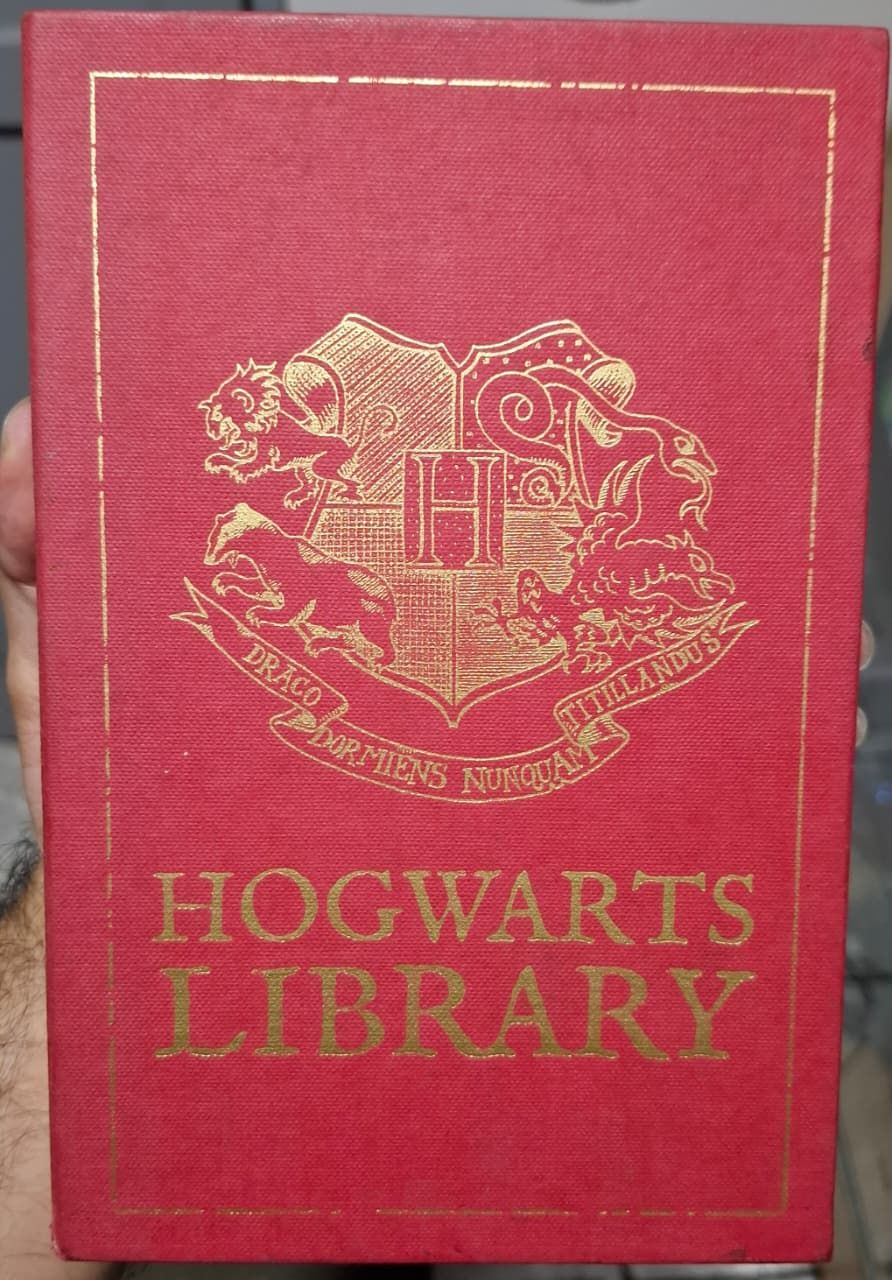 H
DRACO DORMIENS NUNQUAM TITILLANDUS
HOGWARTS
LIBRARY